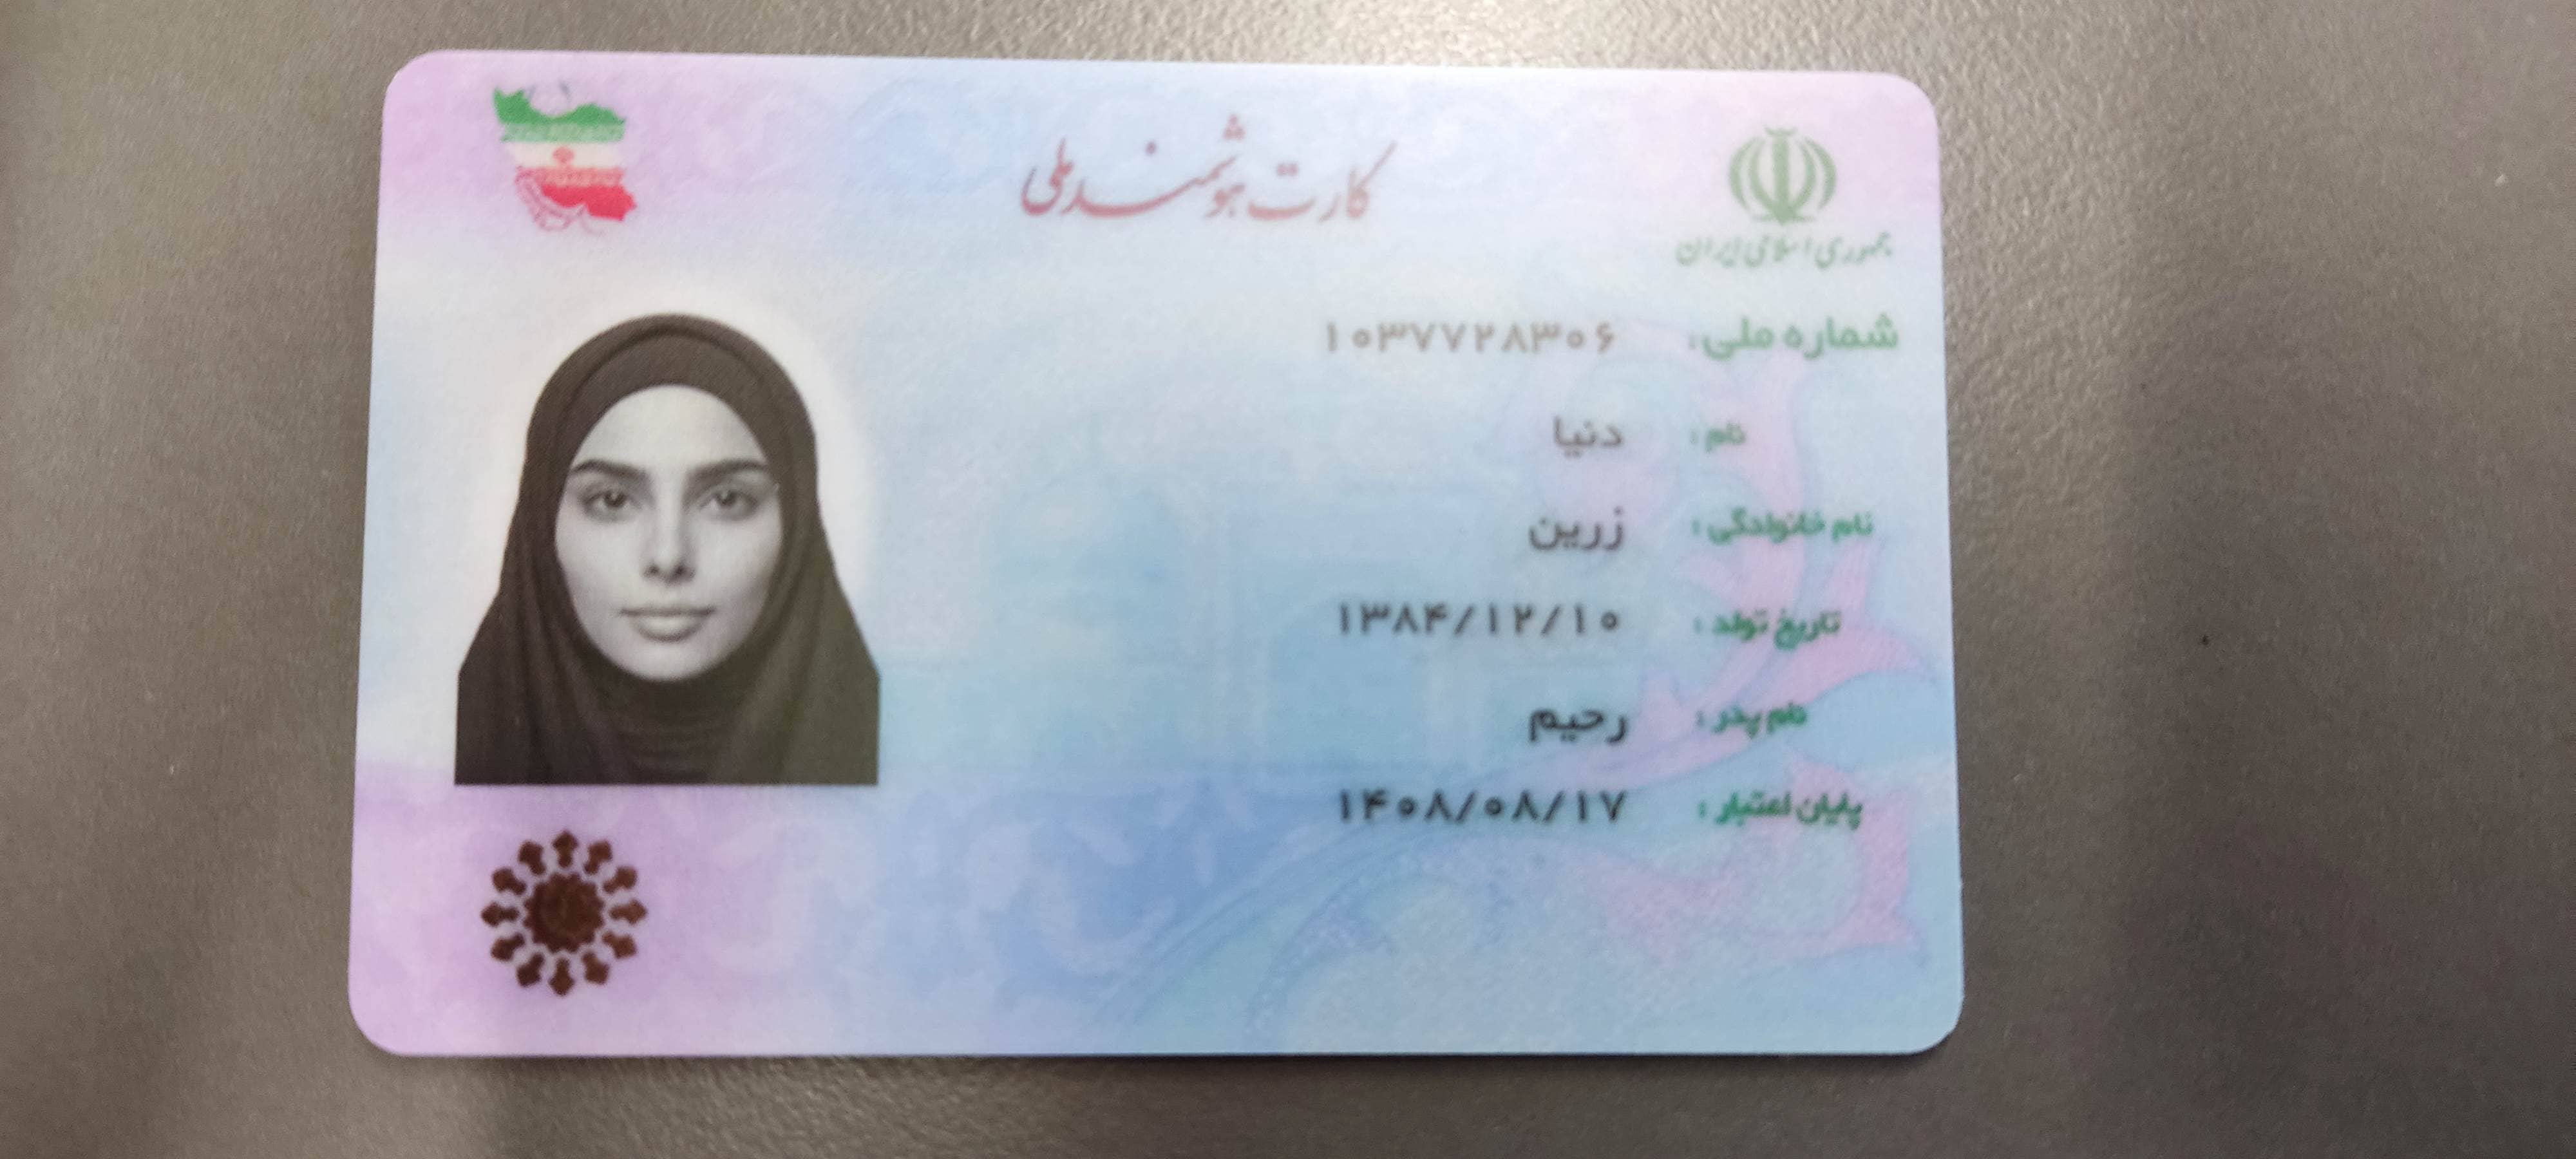 کارت هوشمند ملی
جمهوری اسلامی ایران
شماره ملی: ۱۰۳۷۷۲۸۳۰۶
نام: دنیا
نام خانوادگی: زرین
تاریخ تولد: ۱۳۸۴/۱۲/۱۰
نام پدر: رحیم
پایان اعتبار: ۱۴۰۸/۰۸/۱۷